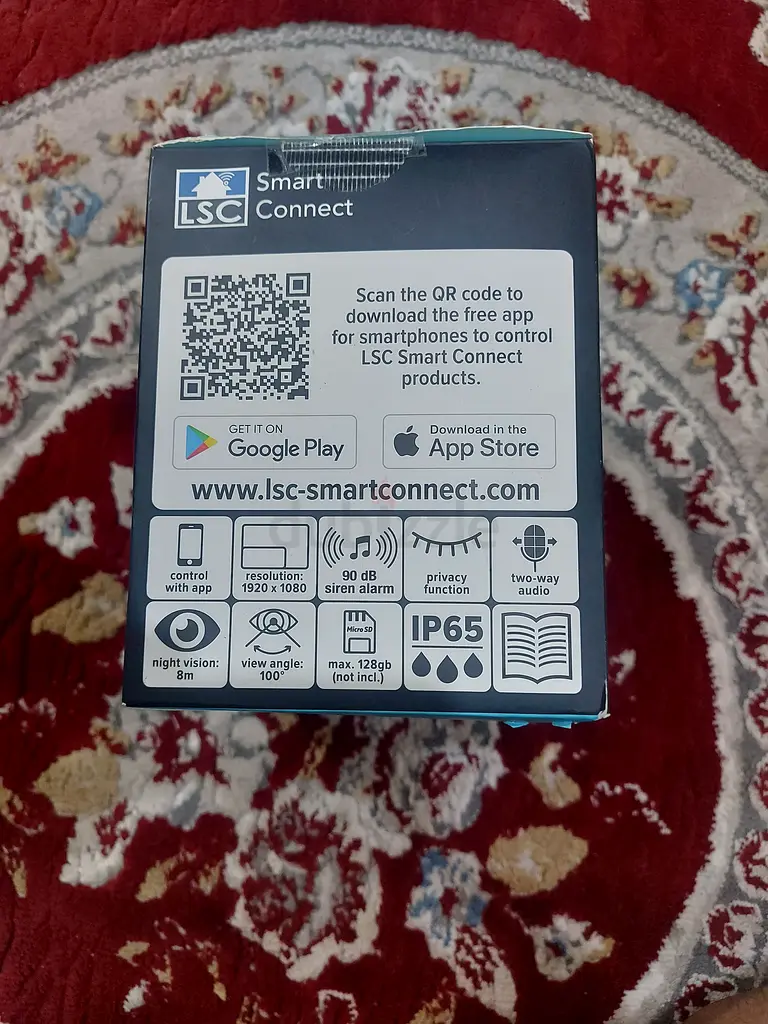 LSC
Smart
Connect
Scan the QR code to
download the free app
for smartphones to control
LSC Smart Connect
products.
GET IT ON
Google Play
Download in the
App Store
www.lsc-smartconnect.com
dubizzle
control
with app
resolution:
1920 x 1080
90 dB
siren alarm
privacy
function
two-way
audio
night vision:
8m
view angle:
100°
Micro SD
max. 128gb
(not incl.)
IP65